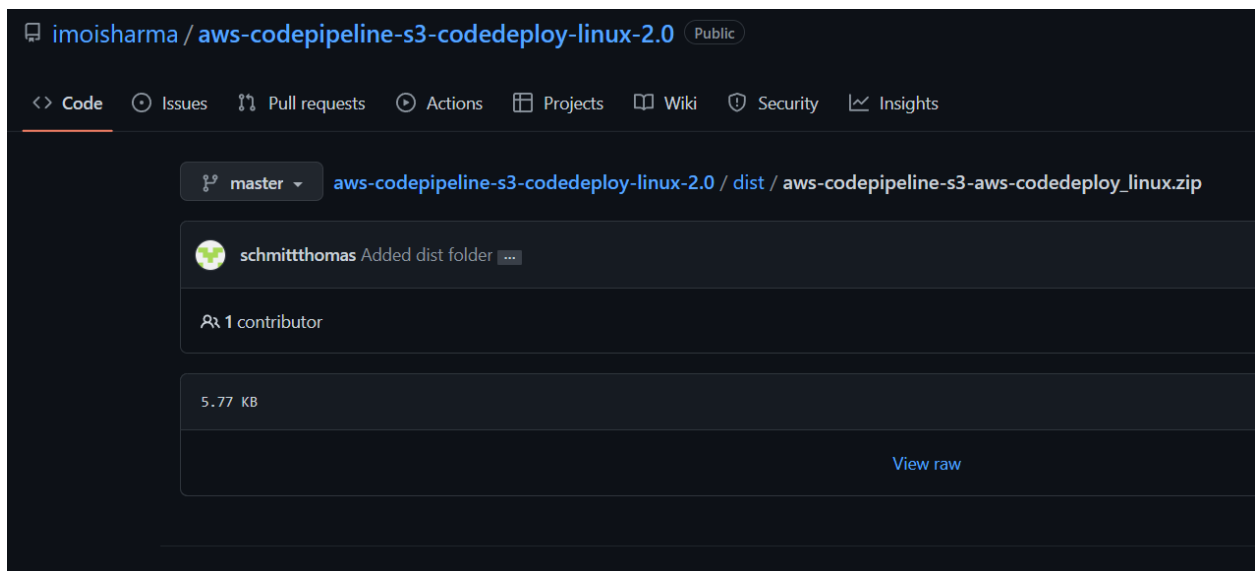 imoisharma / aws-codepipeline-s3-codedeploy-linux-2.0 Public
Code Issues Pull requests Actions Projects Wiki Security Insights
master aws-codepipeline-s3-codedeploy-linux-2.0 / dist / aws-codepipeline-s3-aws-codedeploy_linux.zip
schmittthomas Added dist folder ...
1 contributor
5.77 KB
View raw